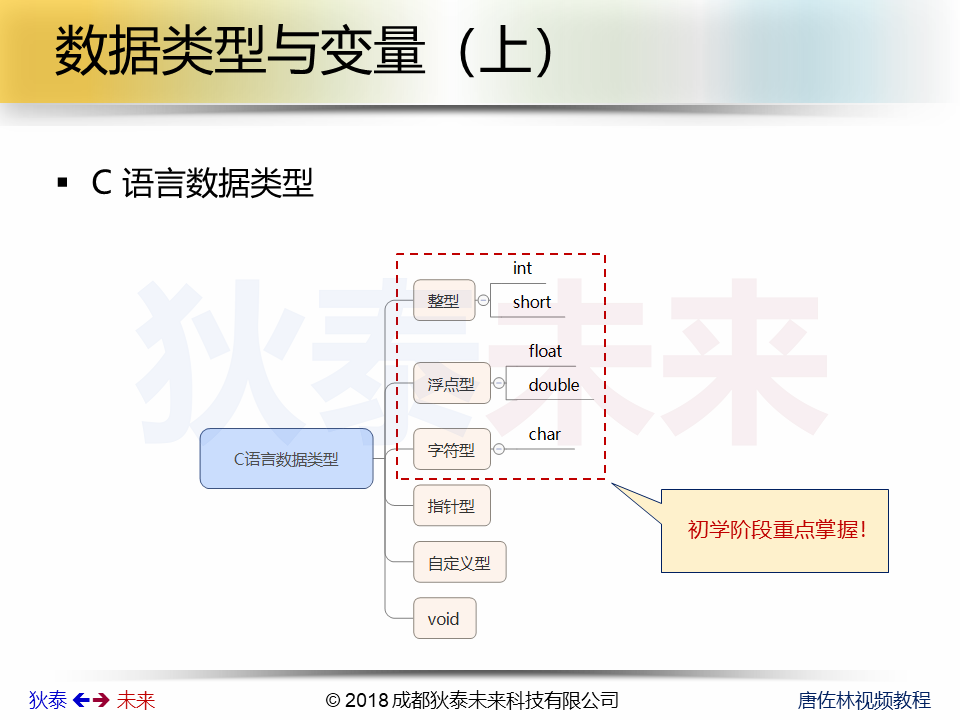 数据类型与变量（上）
▪ C 语言数据类型
狄泰未来
int
整型
short
float
浮点型
double
char
字符型
C语言数据类型
指针型
自定义型
void
初学阶段重点掌握！
狄泰 未来
© 2018 成都狄泰未来科技有限公司
唐佐林视频教程